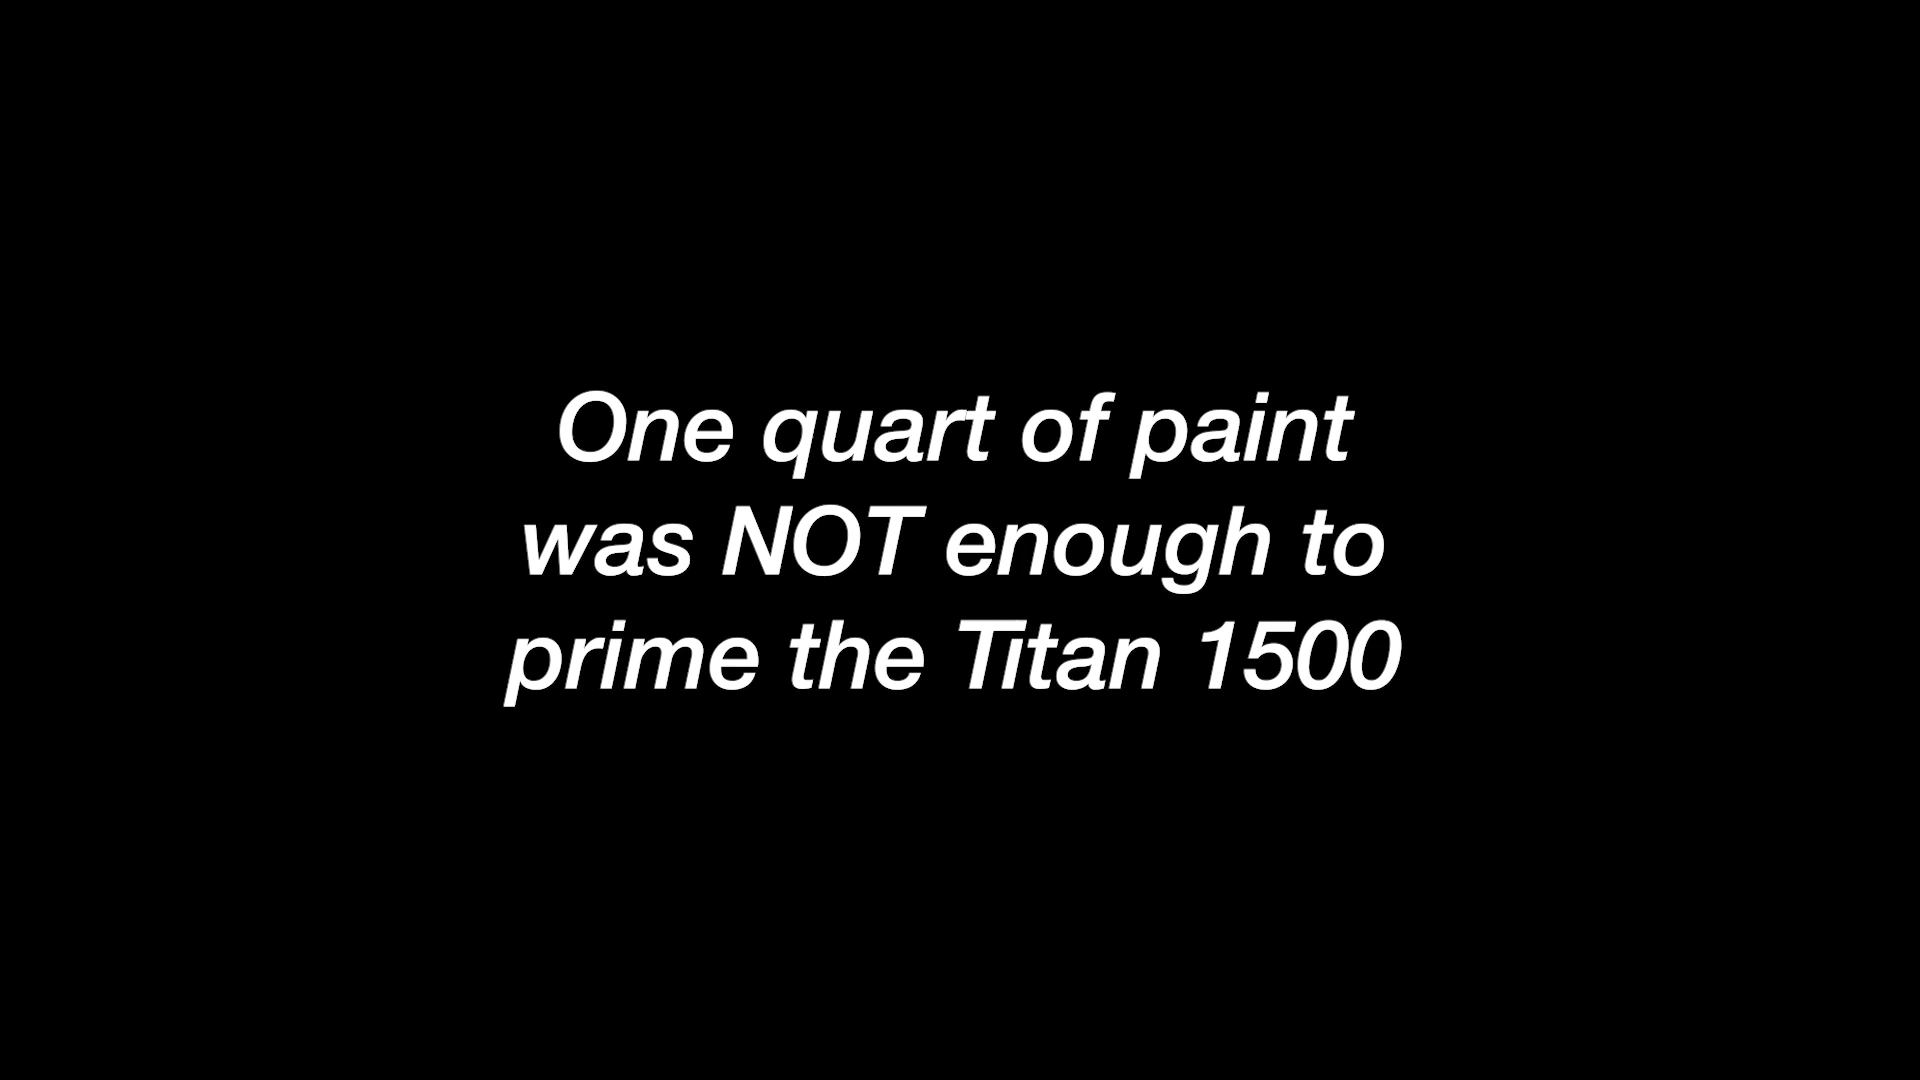 One quart of paint
was NOT enough to
prime the Titan 1500